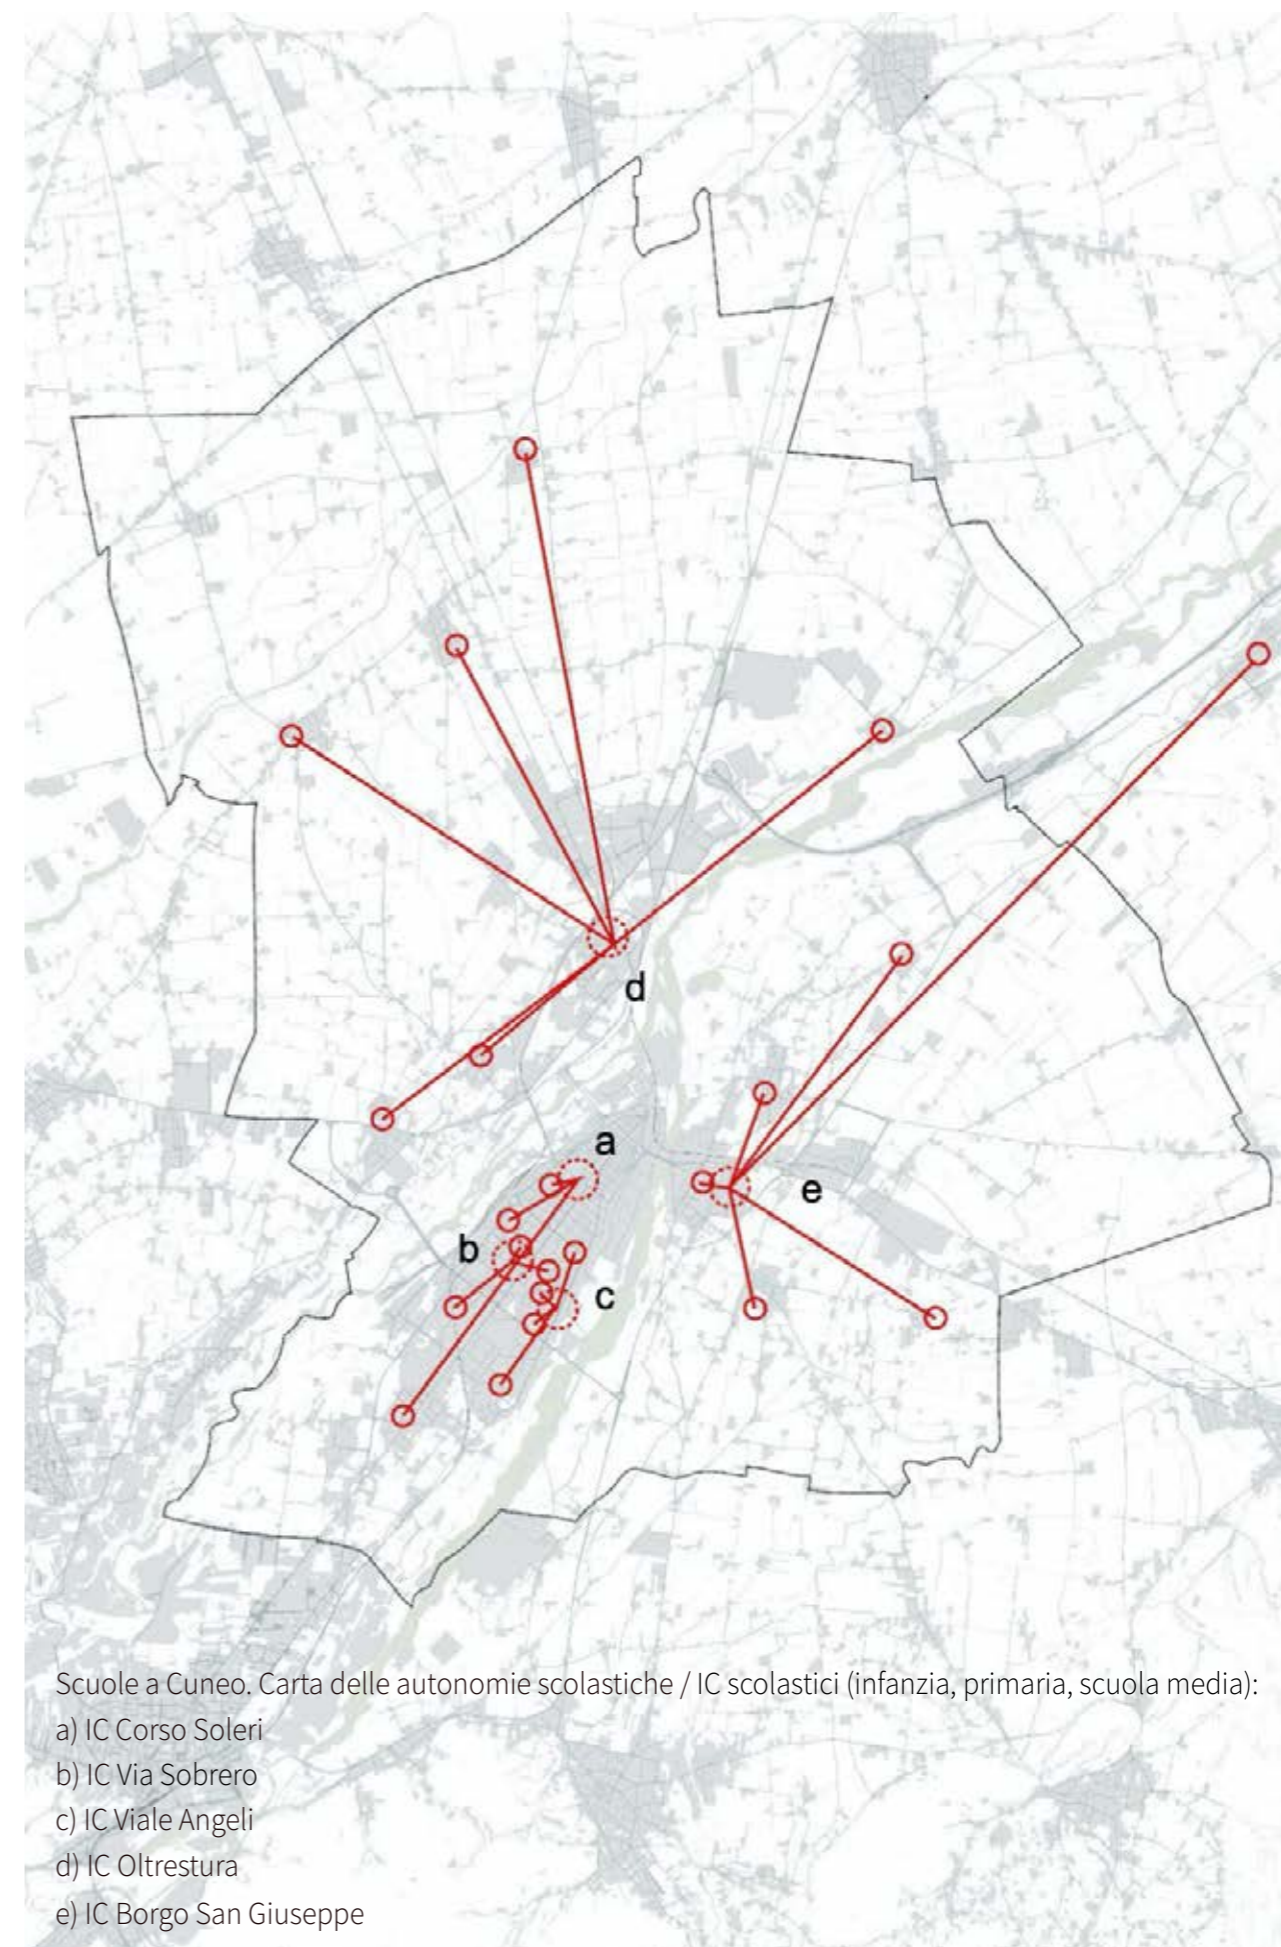 d
a
e
b
c
Scuole a Cuneo. Carta delle autonomie scolastiche / IC scolastici (infanzia, primaria, scuola media):
a) IC Corso Soleri
b) IC Via Sobrero
c) IC Viale Angeli
d) IC Oltrestura
e) IC Borgo San Giuseppe